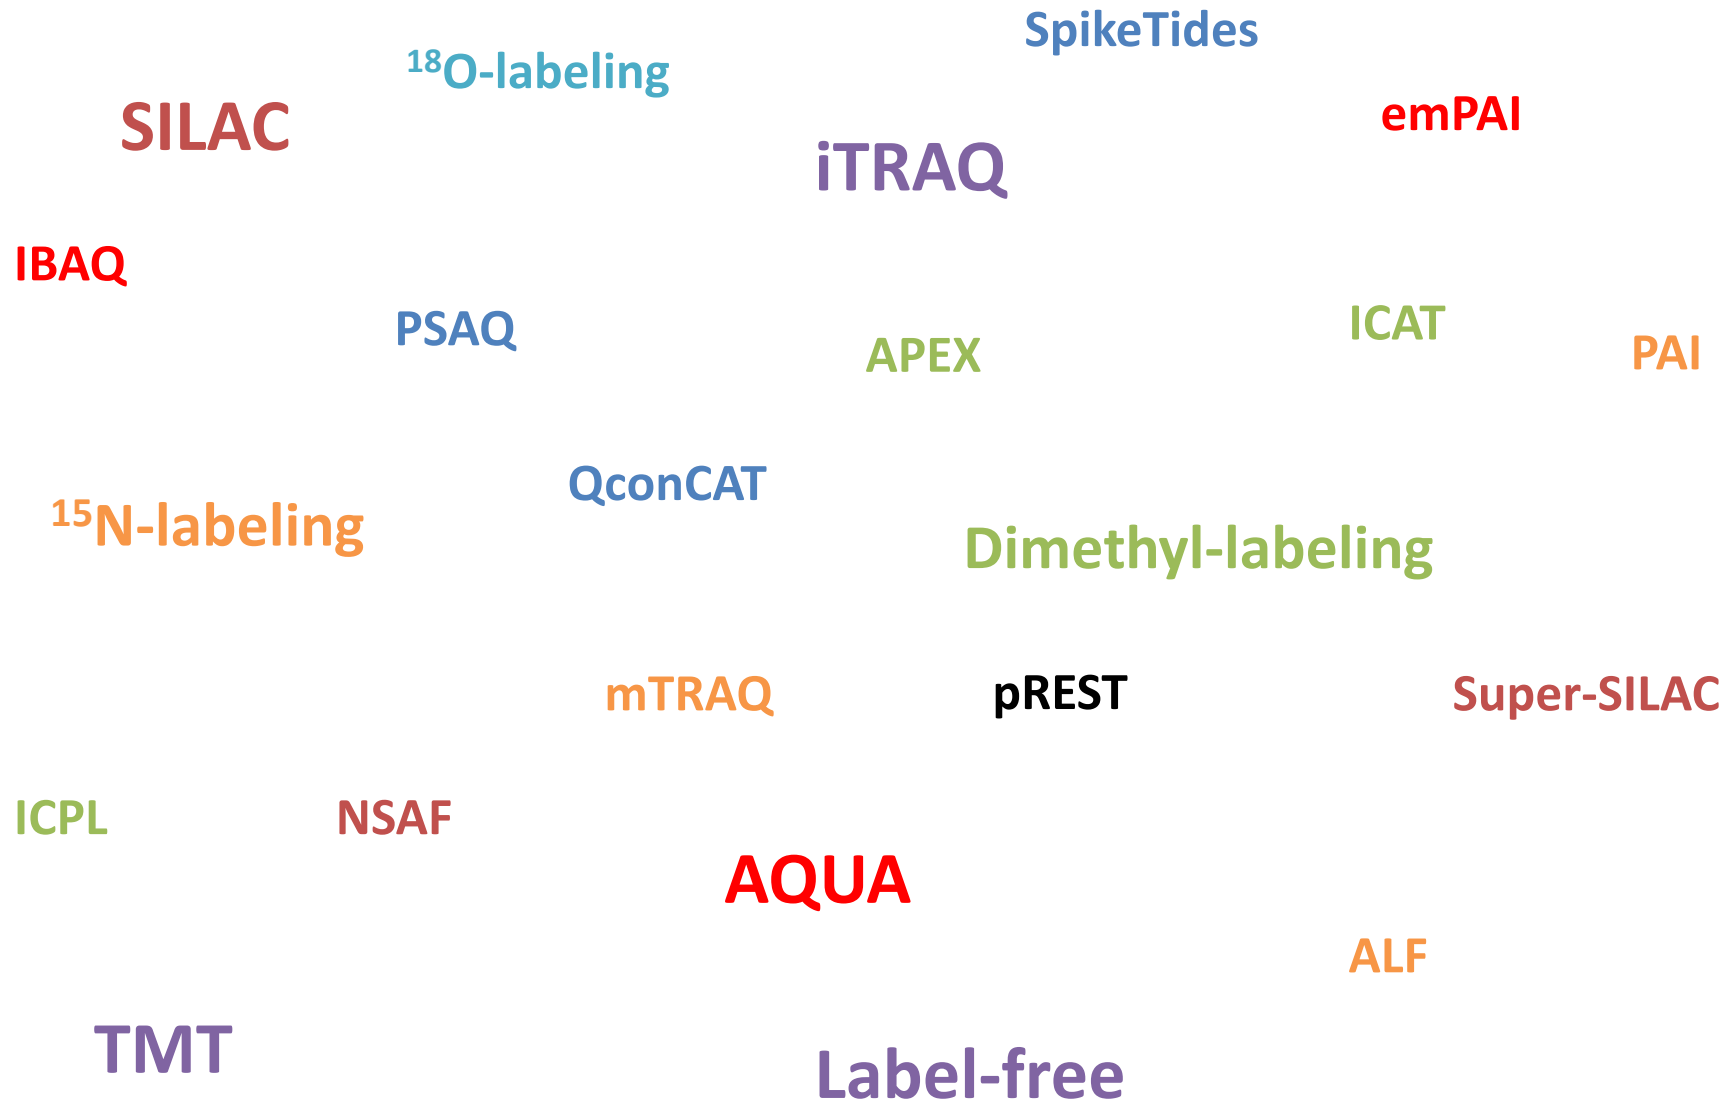 SpikeTides
¹⁸O-labeling
emPAI
SILAC
iTRAQ
IBAQ
PSAQ
ICAT
APEX
PAI
QconCAT
¹⁵N-labeling
Dimethyl-labeling
mTRAQ
pREST
Super-SILAC
ICPL
NSAF
AQUA
ALF
TMT
Label-free